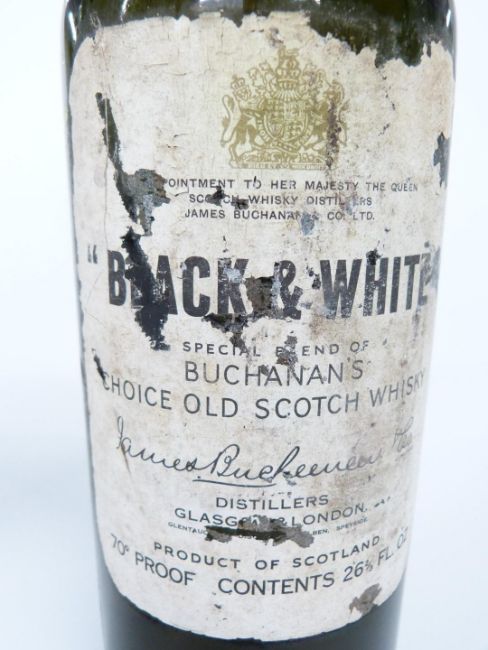 POINTMENT TO HER MAJESTY THE QUEEN
SCOTCH WHISKY DISTILLERS
JAMES BUCHANAN & CO. LTD.
"BLACK & WHITE"
SPECIAL BLEND OF
BUCHANAN'S
CHOICE OLD SCOTCH WHISKY
James Buchanan
DISTILLERS
GLASGOW & LONDON,
SPEYSIDE.
PRODUCT OF SCOTLAND
70° PROOF CONTENTS 26⅔ FL. OZ